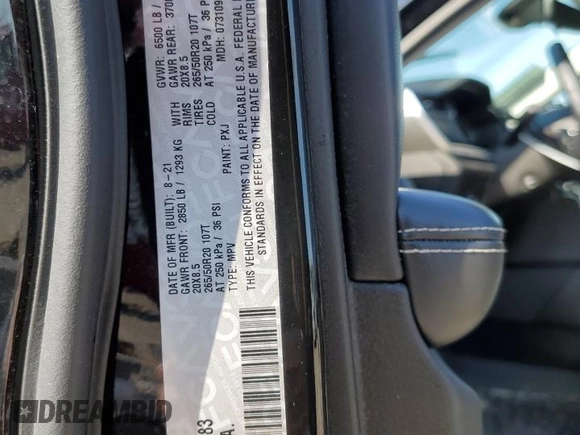 DATE OF MFR (BUILT): 8-21 GVWR: 6500 LB /
GAWR FRONT: 2850 LB / 1293 KG WITH GAWR REAR: 370
20X8.5 RIMS 20X8.5
265/50R20 107T TIRES 265/50R20 107T
AT 250 kPa / 36 PSI COLD AT 250 kPa / 36 PSI
TYPE: MPV PAINT: PXJ MDH: 073109
THIS VEHICLE CONFORMS TO ALL APPLICABLE U.S.A. FEDERAL
STANDARDS IN EFFECT ON THE DATE OF MANUFACTURE
83
A.
DREAMBID